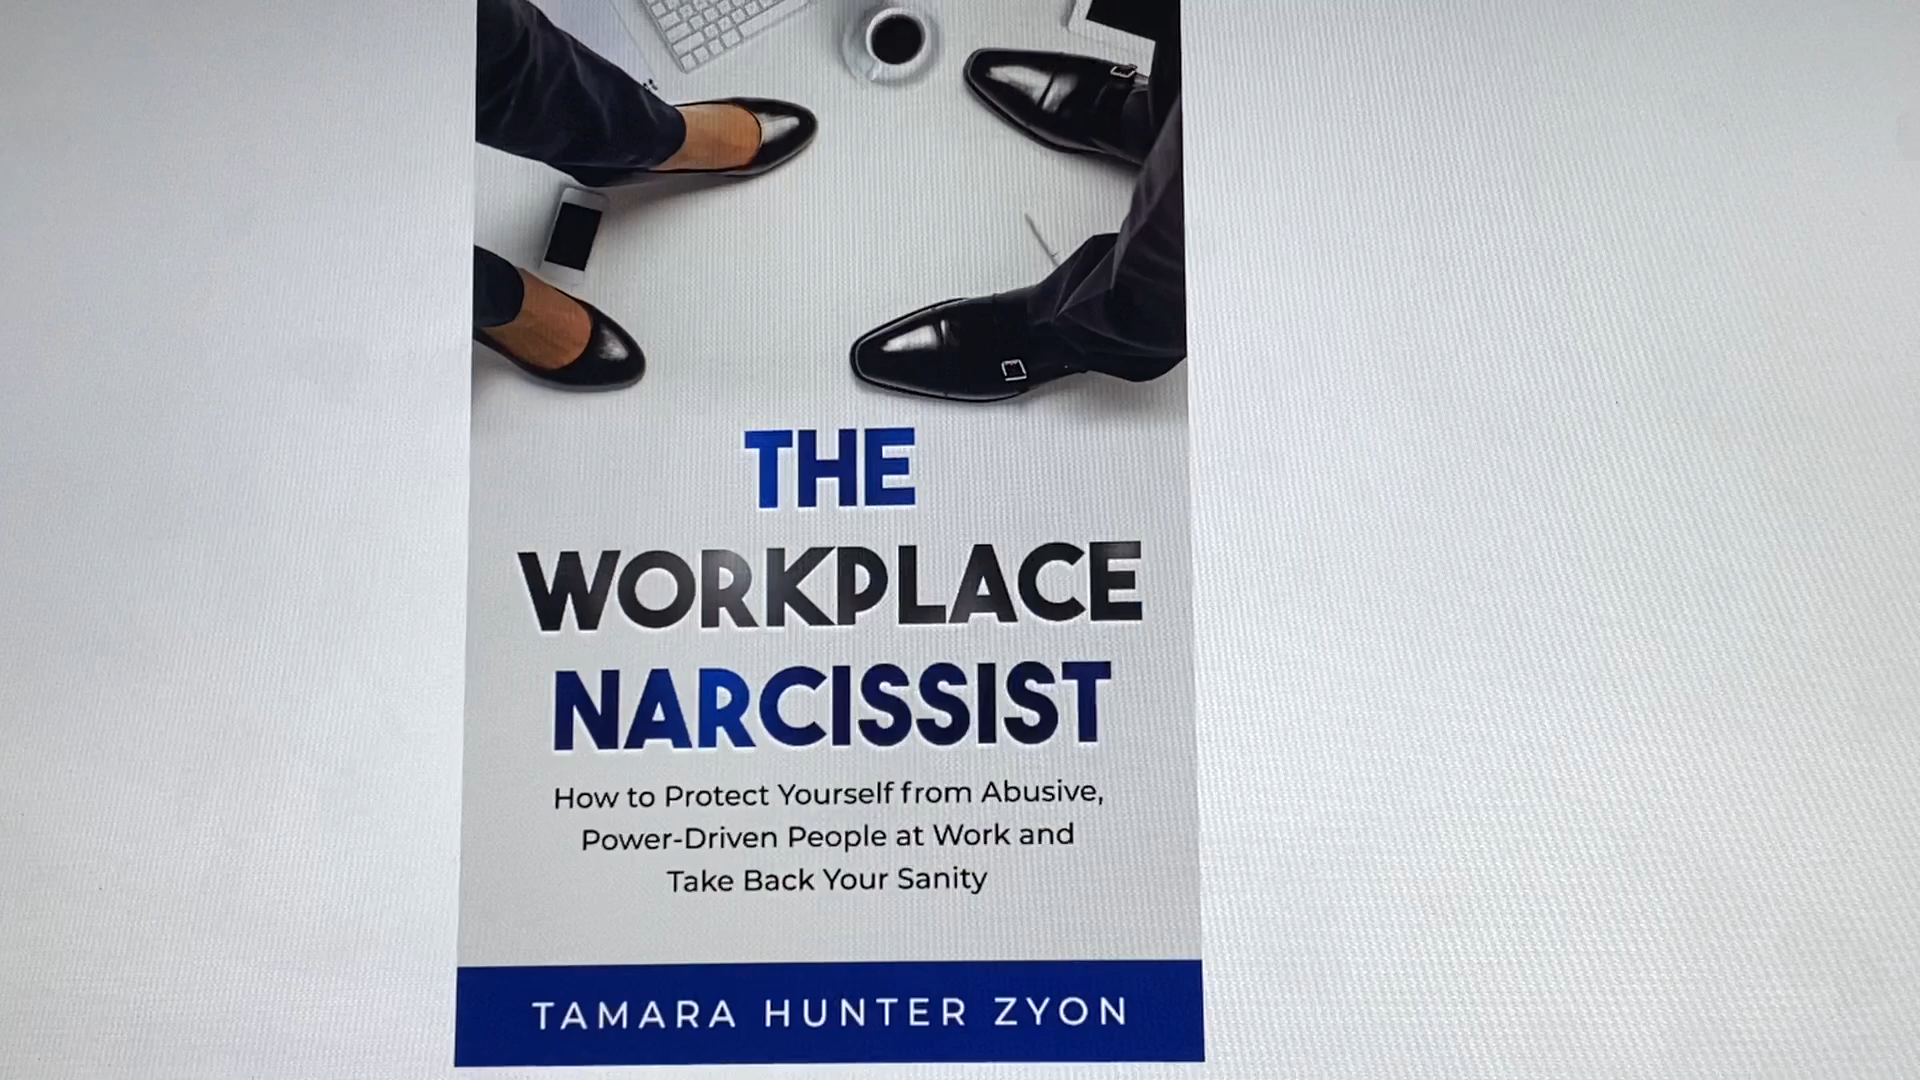 THE
WORKPLACE
NARCISSIST
How to Protect Yourself from Abusive,
Power-Driven People at Work and
Take Back Your Sanity
TAMARA HUNTER ZYON